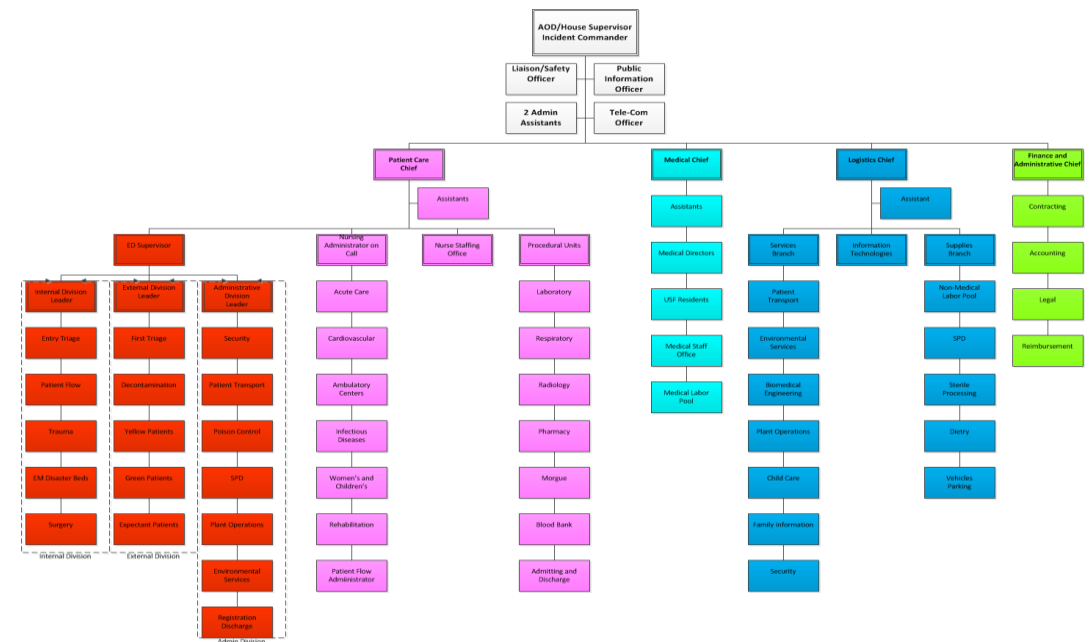 AOD/House Supervisor
Incident Commander
Liaison/Safety
Officer
Public
Information
Officer
2 Admin
Assistants
Tele-Com
Officer
Patient Care
Chief
Medical Chief
Logistics Chief
Finance and
Administrative Chief
Assistants
Assistants
Assistant
Contracting
ED Supervisor
Nursing
Administrator on
Call
Nurse Staffing
Office
Procedural Units
Medical Directors
Services
Branch
Information
Technologies
Supplies
Branch
Accounting
Internal Division
Leader
External Division
Leader
Administrative
Division
Leader
Acute Care
Laboratory
USF Residents
Patient
Transport
Non-Medical
Labor Pool
Legal
Entry Triage
First Triage
Security
Cardiovascular
Respiratory
Medical Staff
Office
Environmental
Services
SPD
Reimbursement
Patient Flow
Decontamination
Patient Transport
Ambulatory
Centers
Radiology
Medical Labor
Pool
Biomedical
Engineering
Sterile
Processing
Trauma
Yellow Patients
Poison Control
Infectious
Diseases
Pharmacy
Plant Operations
Dietry
EM Disaster Beds
Green Patients
SPD
Women's and
Children's
Morgue
Child Care
Vehicles
Parking
Surgery
Expectant Patients
Plant Operations
Rehabilitation
Blood Bank
Family Information
Internal Division
External Division
Environmental
Services
Patient Flow
Administrator
Admitting and
Discharge
Security
Registration
Discharge
Admin Division